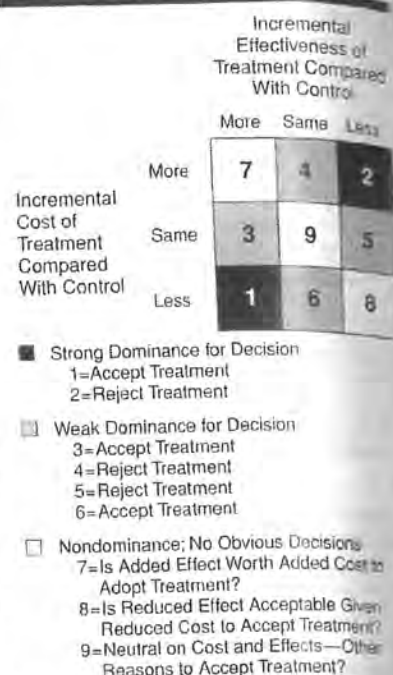 Incremental
Effectiveness of
Treatment Compared
With Control
More Same Less
More 7 4 2
Incremental
Cost of
Treatment
Compared
With Control
Same 3 9 5
Less 1 6 8
Strong Dominance for Decision
1=Accept Treatment
2=Reject Treatment
Weak Dominance for Decision
3=Accept Treatment
4=Reject Treatment
5=Reject Treatment
6=Accept Treatment
Nondominance; No Obvious Decisions
7=Is Added Effect Worth Added Cost to
Adopt Treatment?
8=Is Reduced Effect Acceptable Given
Reduced Cost to Accept Treatment?
9=Neutral on Cost and Effects—Other
Reasons to Accept Treatment?